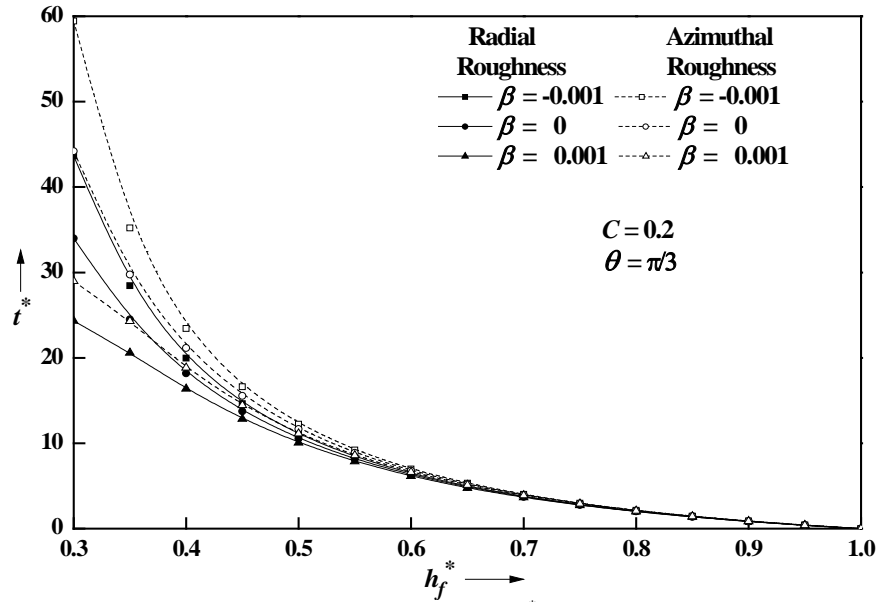 60
50
40
30
20
10
0
t*
Radial Roughness
β = -0.001
β = 0
β = 0.001
Azimuthal Roughness
β = -0.001
β = 0
β = 0.001
C = 0.2
θ = π/3
0.3 0.4 0.5 0.6 0.7 0.8 0.9 1.0
h_f*